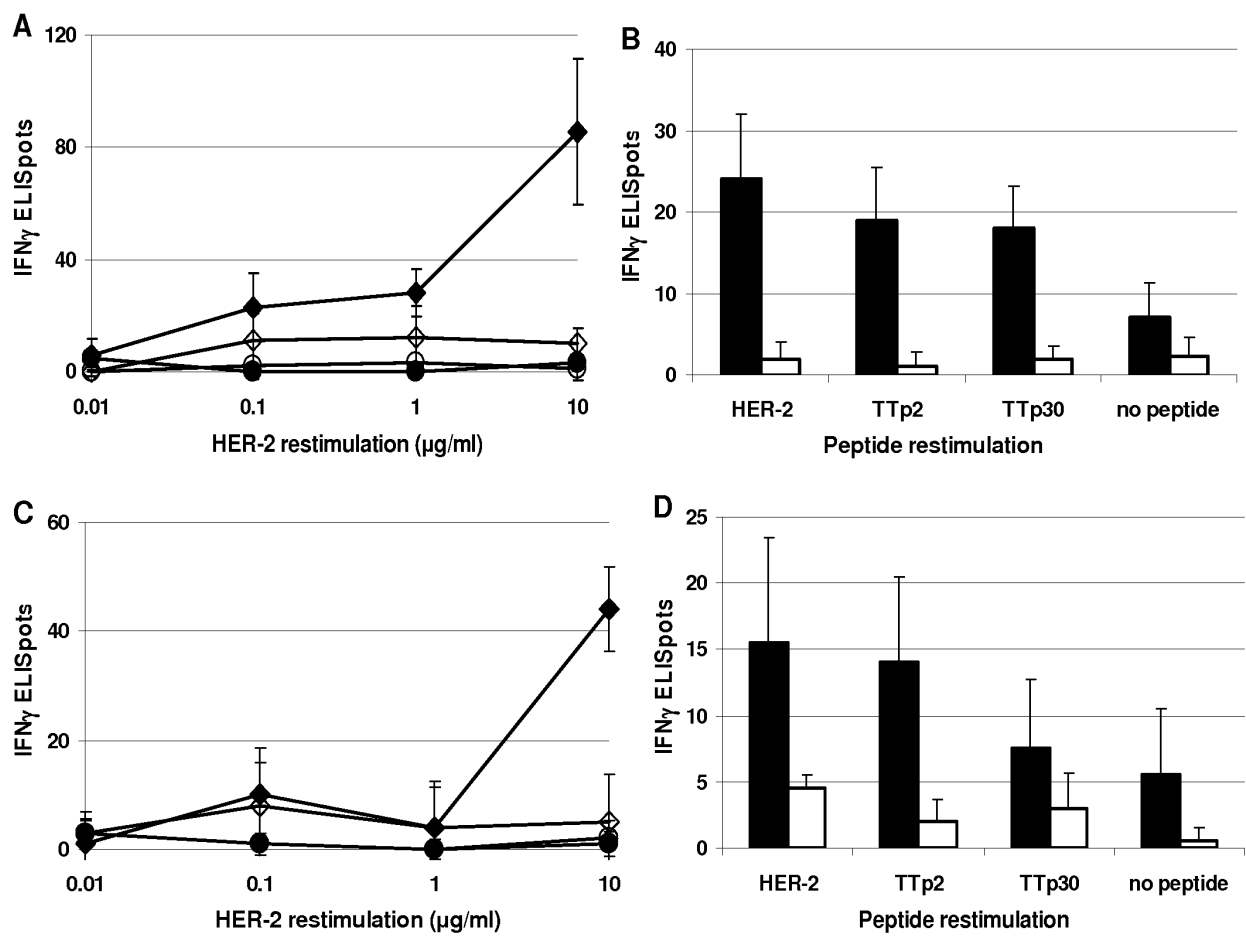 A
120
80
40
0
IFNγ ELISpots
0.01 0.1 1 10
HER-2 restimulation (µg/ml)
B
40
30
20
10
0
IFNγ ELISpots
HER-2 TTp2 TTp30 no peptide
Peptide restimulation
C
60
40
20
0
IFNγ ELISpots
0.01 0.1 1 10
HER-2 restimulation (µg/ml)
D
25
20
15
10
5
0
IFNγ ELISpots
HER-2 TTp2 TTp30 no peptide
Peptide restimulation